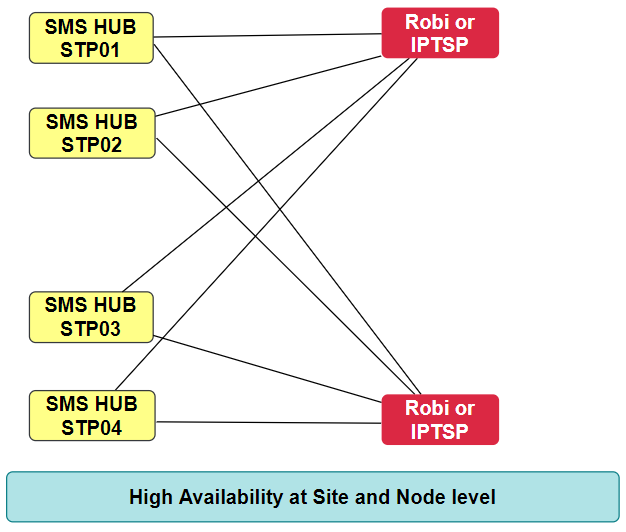 SMS HUB
STP01
Robi or
IPTSP
SMS HUB
STP02
SMS HUB
STP03
SMS HUB
STP04
Robi or
IPTSP
High Availability at Site and Node level